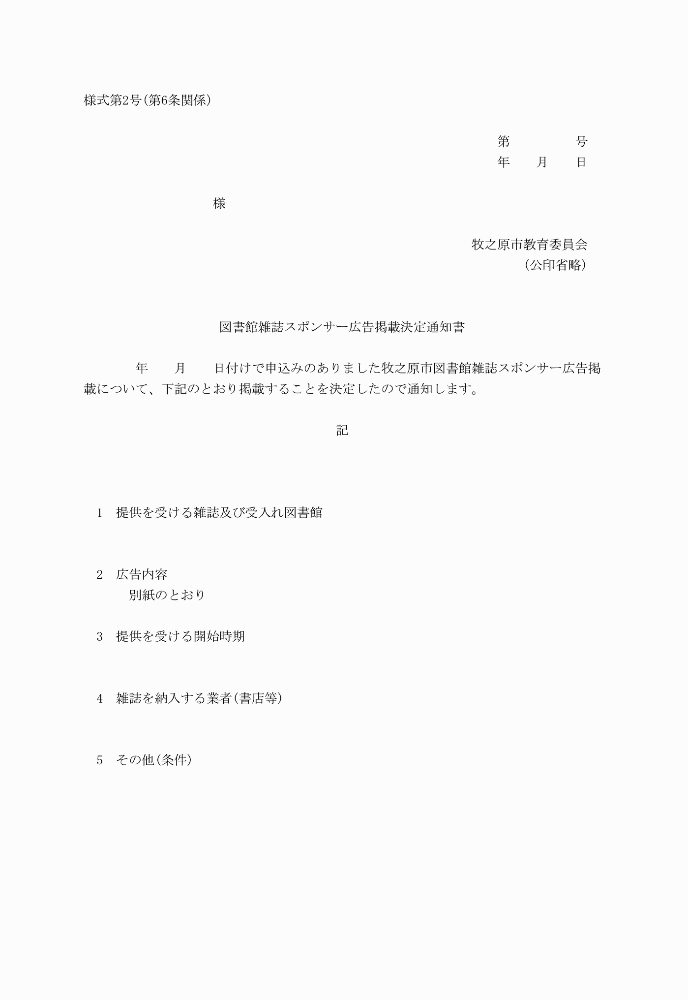 様式第2号(第6条関係)
第　　　　　号
年　　月　　日
様
牧之原市教育委員会
(公印省略)
図書館雑誌スポンサー広告掲載決定通知書
年　　月　　日付けで申込みのありました牧之原市図書館雑誌スポンサー広告掲
載について、下記のとおり掲載することを決定したので通知します。
記
1　提供を受ける雑誌及び受入れ図書館
2　広告内容
別紙のとおり
3　提供を受ける開始時期
4　雑誌を納入する業者(書店等)
5　その他(条件)